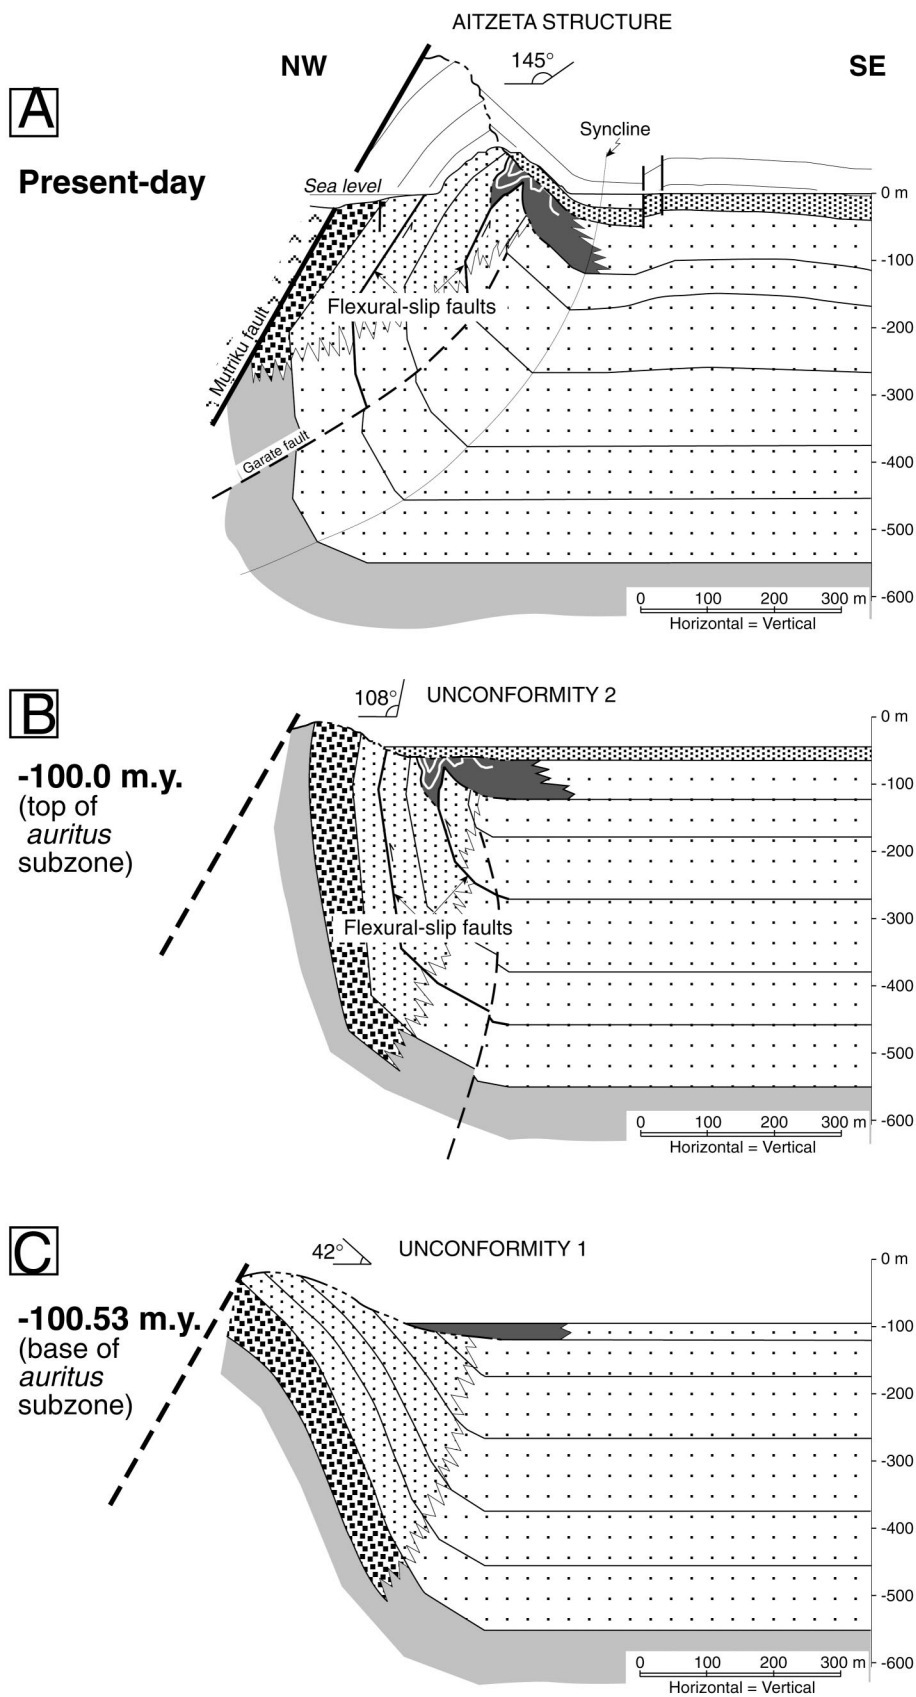 AITZETA STRUCTURE
NW
145°
SE
A
Syncline
Present-day
Sea level
0 m
-100
Flexural-slip faults
-200
Mutriku fault
-300
-400
Garate fault
-500
0 100 200 300 m
-600
Horizontal = Vertical
B
108°
UNCONFORMITY 2
0 m
-100.0 m.y.
(top of
auritus
subzone)
-100
-200
-300
Flexural-slip faults
-400
-500
0 100 200 300 m
-600
Horizontal = Vertical
C
42°
UNCONFORMITY 1
0 m
-100.53 m.y.
(base of
auritus
subzone)
-100
-200
-300
-400
-500
0 100 200 300 m
-600
Horizontal = Vertical